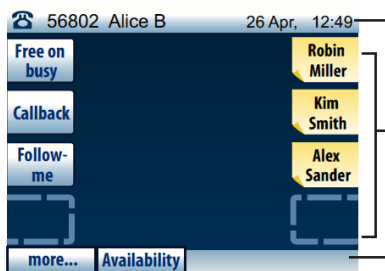 56802 Alice B 26 Apr, 12:49
Free on
busy
Robin
Miller
Callback
Kim
Smith
Follow-
me
Alex
Sander
more... Availability